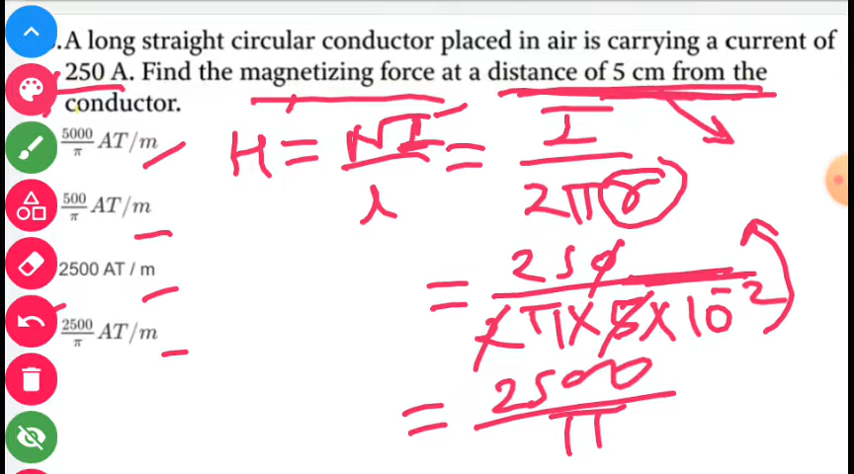 .A long straight circular conductor placed in air is carrying a current of
250 A. Find the magnetizing force at a distance of 5 cm from the
conductor.
5000/π AT/m
500/π AT/m
2500 AT / m
2500/π AT/m
H = NI/l = I/2πr
= 250/2π×5×10⁻²
= 2500/π